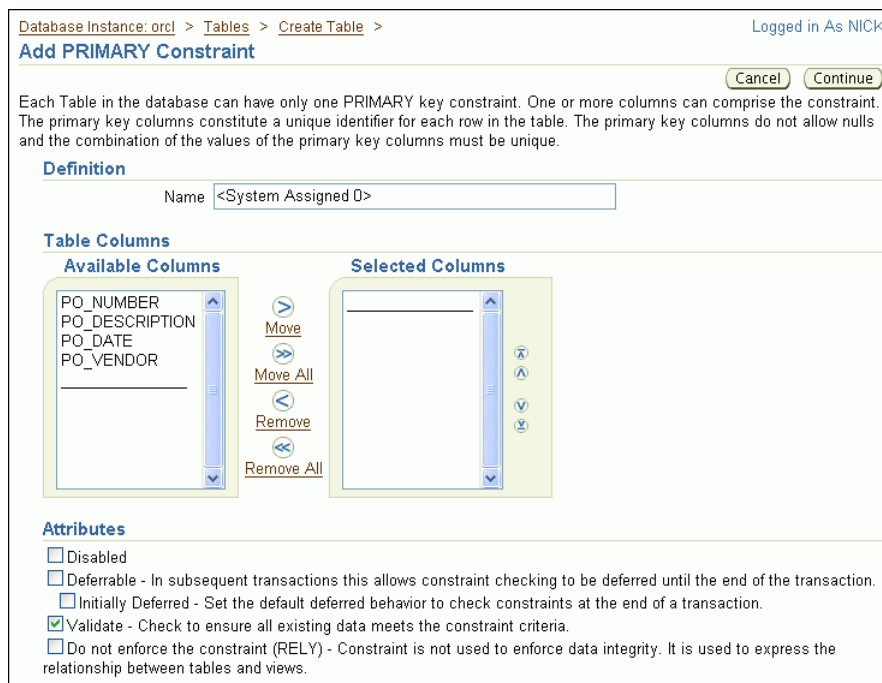 Database Instance: orcl > Tables > Create Table >
Logged in As NICK
Add PRIMARY Constraint
Cancel Continue
Each Table in the database can have only one PRIMARY key constraint. One or more columns can comprise the constraint.
The primary key columns constitute a unique identifier for each row in the table. The primary key columns do not allow nulls
and the combination of the values of the primary key columns must be unique.
Definition
Name <System Assigned 0>
Table Columns
Available Columns
PO_NUMBER
PO_DESCRIPTION
PO_DATE
PO_VENDOR
Move
Move All
Remove
Remove All
Selected Columns
Attributes
Disabled
Deferrable - In subsequent transactions this allows constraint checking to be deferred until the end of the transaction.
Initially Deferred - Set the default deferred behavior to check constraints at the end of a transaction.
Validate - Check to ensure all existing data meets the constraint criteria.
Do not enforce the constraint (RELY) - Constraint is not used to enforce data integrity. It is used to express the
relationship between tables and views.